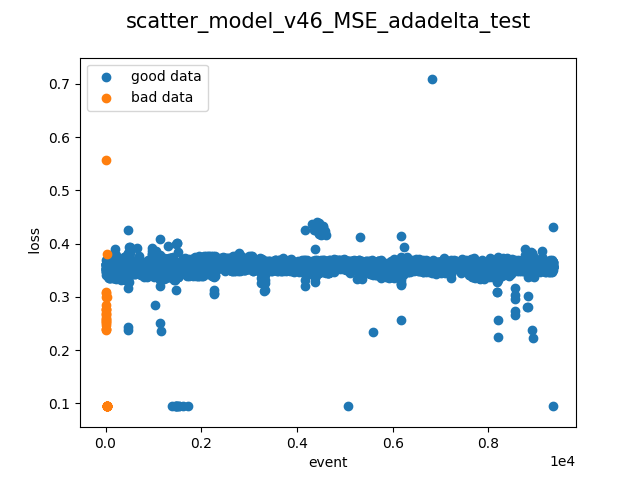 scatter_model_v46_MSE_adadelta_test
good data
bad data
0.7
0.6
0.5
0.4
0.3
0.2
0.1
loss
0.0 0.2 0.4 0.6 0.8
event
1e4